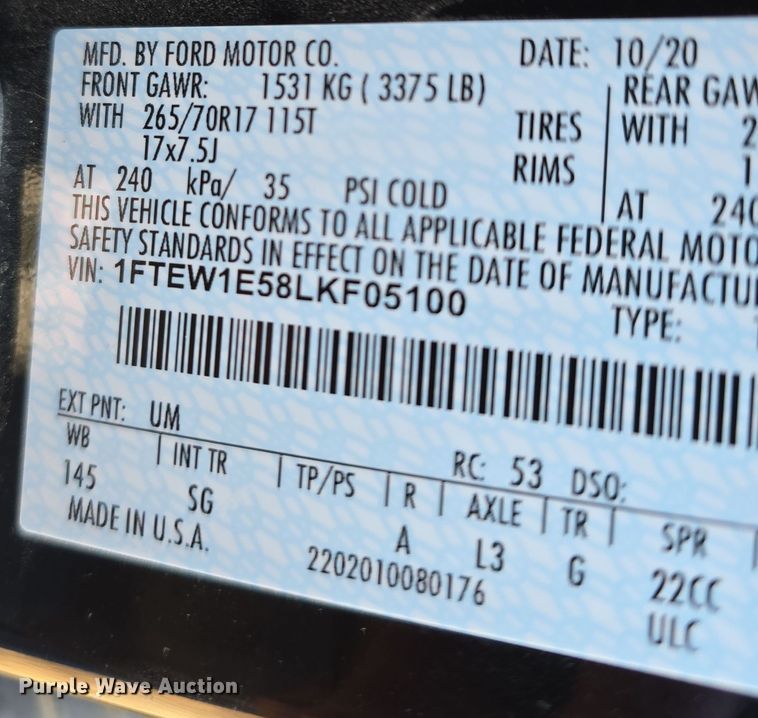 MFD. BY FORD MOTOR CO. DATE: 10/20
FRONT GAWR: 1531 KG ( 3375 LB) REAR GAW
WITH 265/70R17 115T TIRES WITH 2
17x7.5J RIMS 1
AT 240 kPa/ 35 PSI COLD AT 240
THIS VEHICLE CONFORMS TO ALL APPLICABLE FEDERAL MOTO
SAFETY STANDARDS IN EFFECT ON THE DATE OF MANUFACTU
VIN: 1FTEW1E58LKF05100 TYPE:
EXT PNT: UM RC: 53 DSO:
WB INT TR TP/PS R AXLE TR SPR
145 SG A L3 G 22CC
MADE IN U.S.A. 2202010080176 ULC
Purple Wave Auction